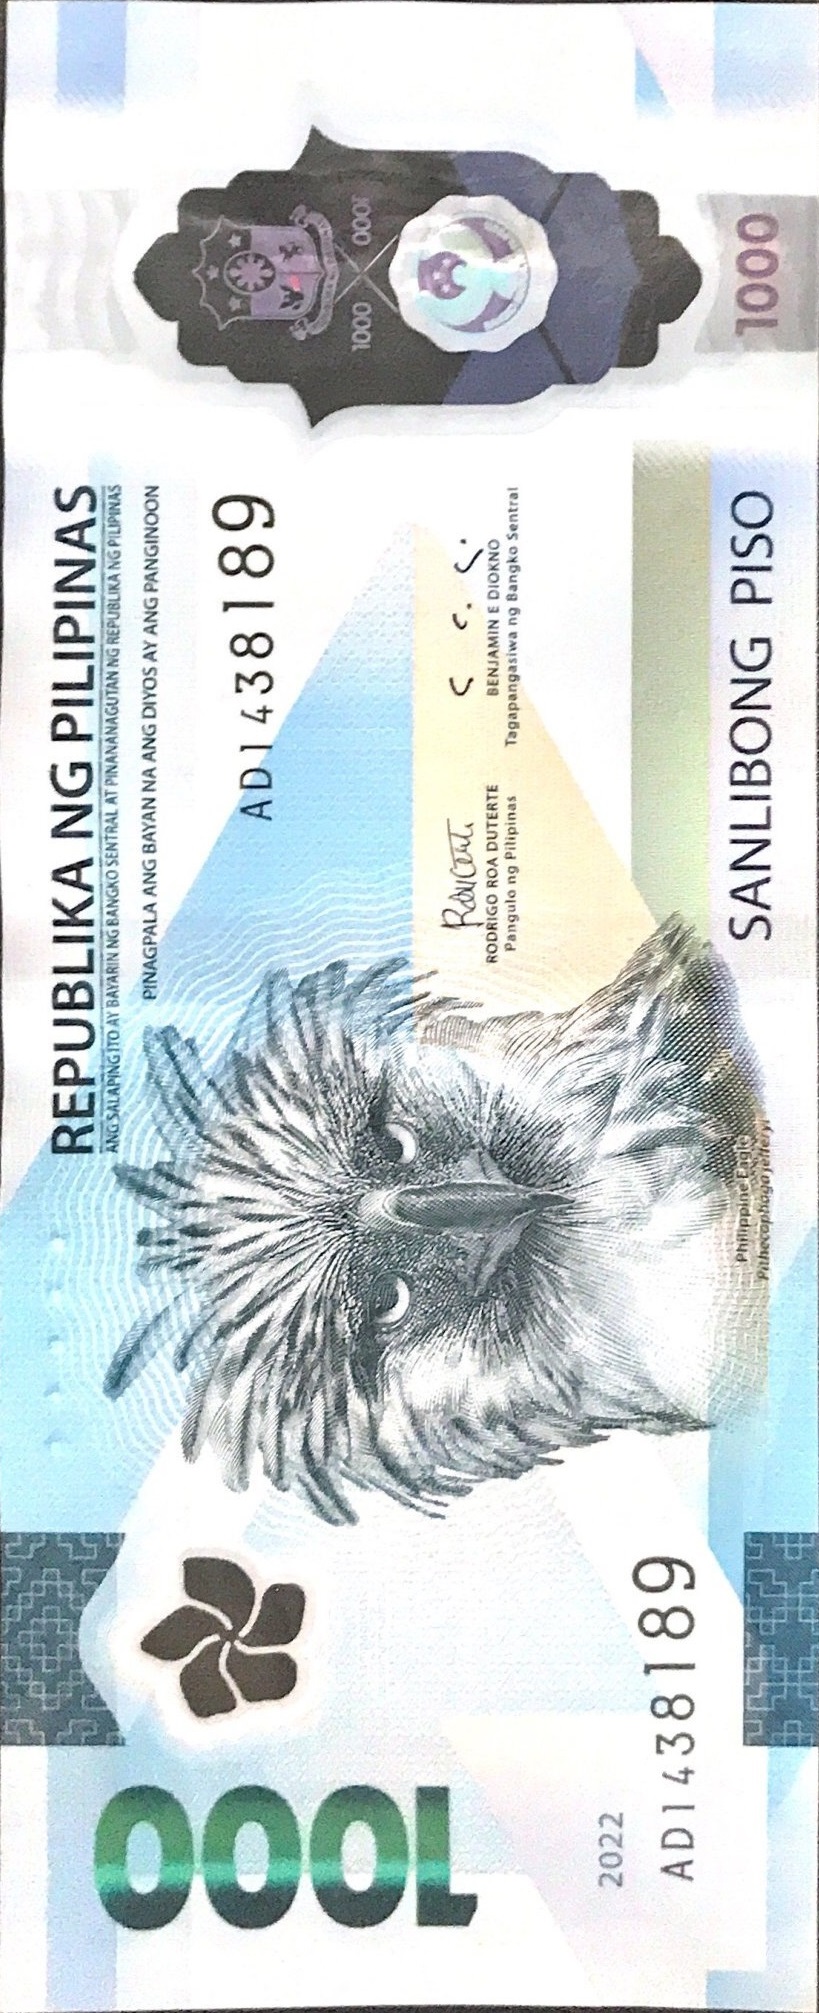 REPUBLIKA NG PILIPINAS
ANG SALAPING ITO AY BAYARIN NG BANGKO SENTRAL AT PINANANAGUTAN NG REPUBLIKA NG PILIPINAS
PINAGPALA ANG BAYAN NA ANG DIYOS AY ANG PANGINOON
1000
AD1438189
1000 1000
RODRIGO ROA DUTERTE
Pangulo ng Pilipinas
BENJAMIN E DIOKNO
Tagapangasiwa ng Bangko Sentral
2022
AD1438189
Philippine Eagle
Pithecophaga jefferyi
SANLIBONG PISO
1000